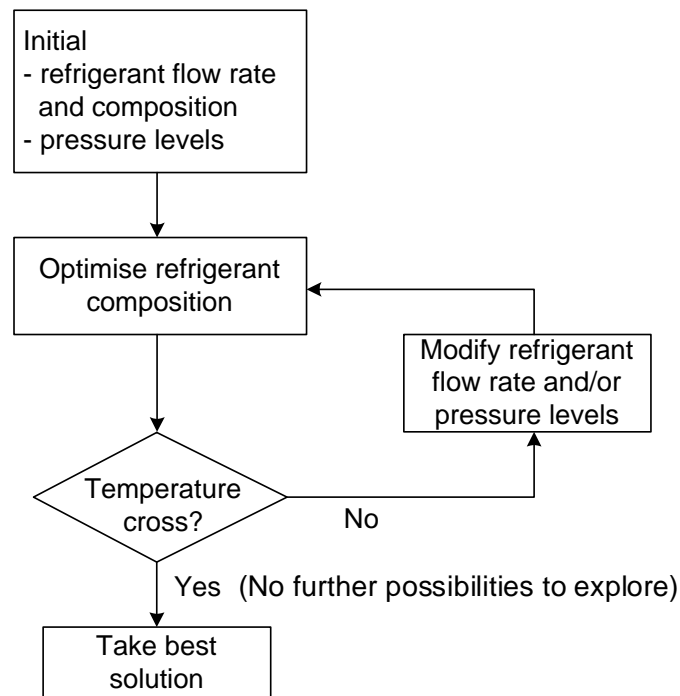 Initial
- refrigerant flow rate
and composition
- pressure levels
Optimise refrigerant
composition
Modify refrigerant
flow rate and/or
pressure levels
Temperature
cross?
No
Yes (No further possibilities to explore)
Take best
solution